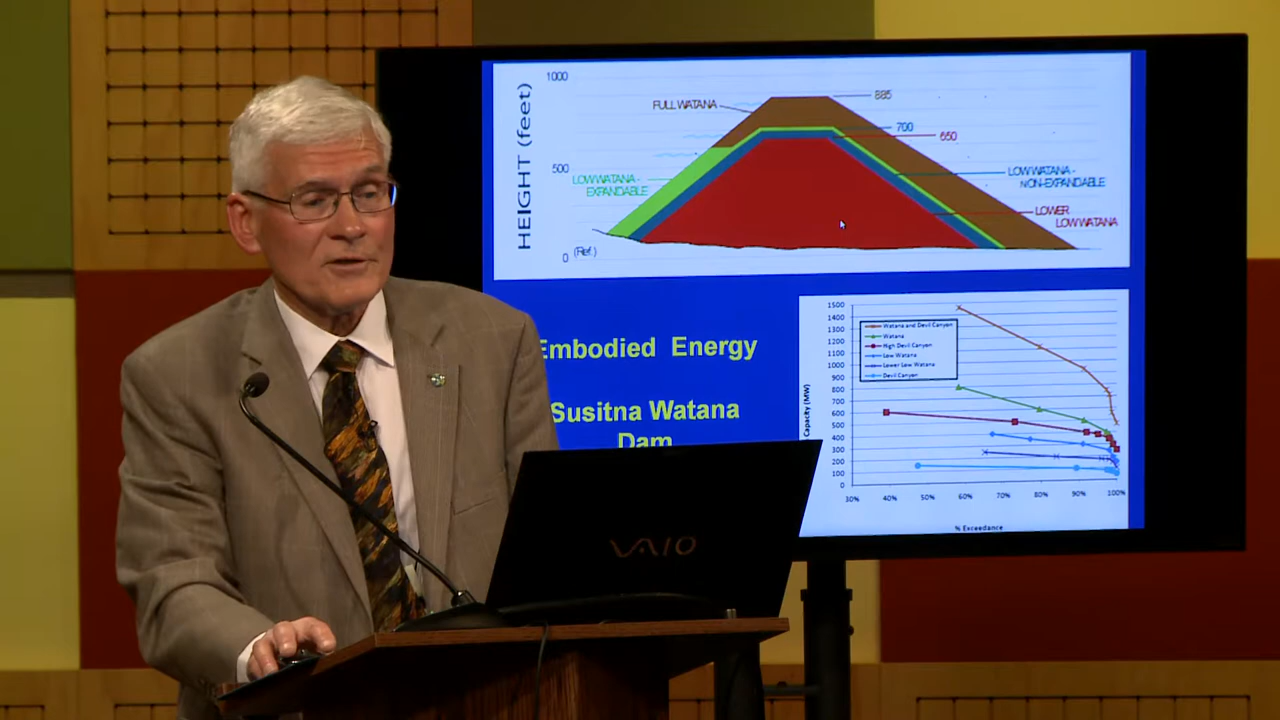 1000
HEIGHT (feet)
FULL WATANA
885
700
650
500
LOW WATANA -
EXPANDABLE
LOW WATANA -
NON-EXPANDABLE
LOWER
LOW WATANA
0 (Ref.)
Embodied Energy
Susitna Watana
Dam
1500
1400
1300
1200
1100
1000
900
800
700
600
500
400
300
200
100
0
Watana and Devil Canyon
Watana
High Devil Canyon
Low Watana
Lower Low Watana
Devil Canyon
Capacity (MW)
30% 40% 50% 60% 70% 80% 90% 100%
% Exceedance
VAIO